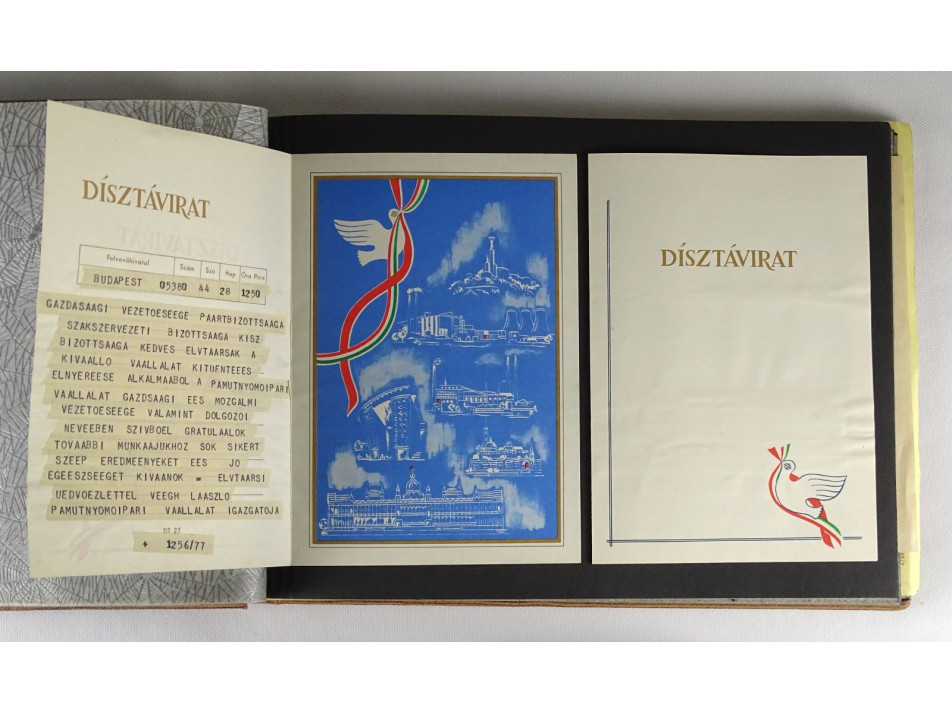 DÍSZTÁVIRAT
Felvevőhivatal Szám Szó Nap Óra Perc
BUDAPEST 05380 44 28 1250
GAZDASAAGI VEZETOESEEGE PAARTBIZOTTSAAGA
SZAKSZERVEZETI BIZOTTSAAGA KISZ
BIZOTTSAAGA KEDVES ELVTAARSAK A
KIVAALLO VAALLALAT KITUENTEEES
ELNYEREESE ALKALMAABOL A PAMUTNYOMOIPARI
VAALLALAT GAZDSAAGI EES MOZGALMI
VEZETOESEEGE VALAMINT DOLGOZOI
NEVEEBEN SZIVBOEL GRATULAALOK
TOVAABBI MUNKAAJUKHOZ SOK SIKERT
SZEEP EREDMEENYEKET EES JO
EGEESZSEEGET KIVAANOK = ELVTAARSI
UEDVOEZLETTEL VEEGH LAASZLO
PAMUTNYOMOIPARI VAALLALAT IGAZGATOJA
DT 27
+ 1256/77
DÍSZTÁVIRAT